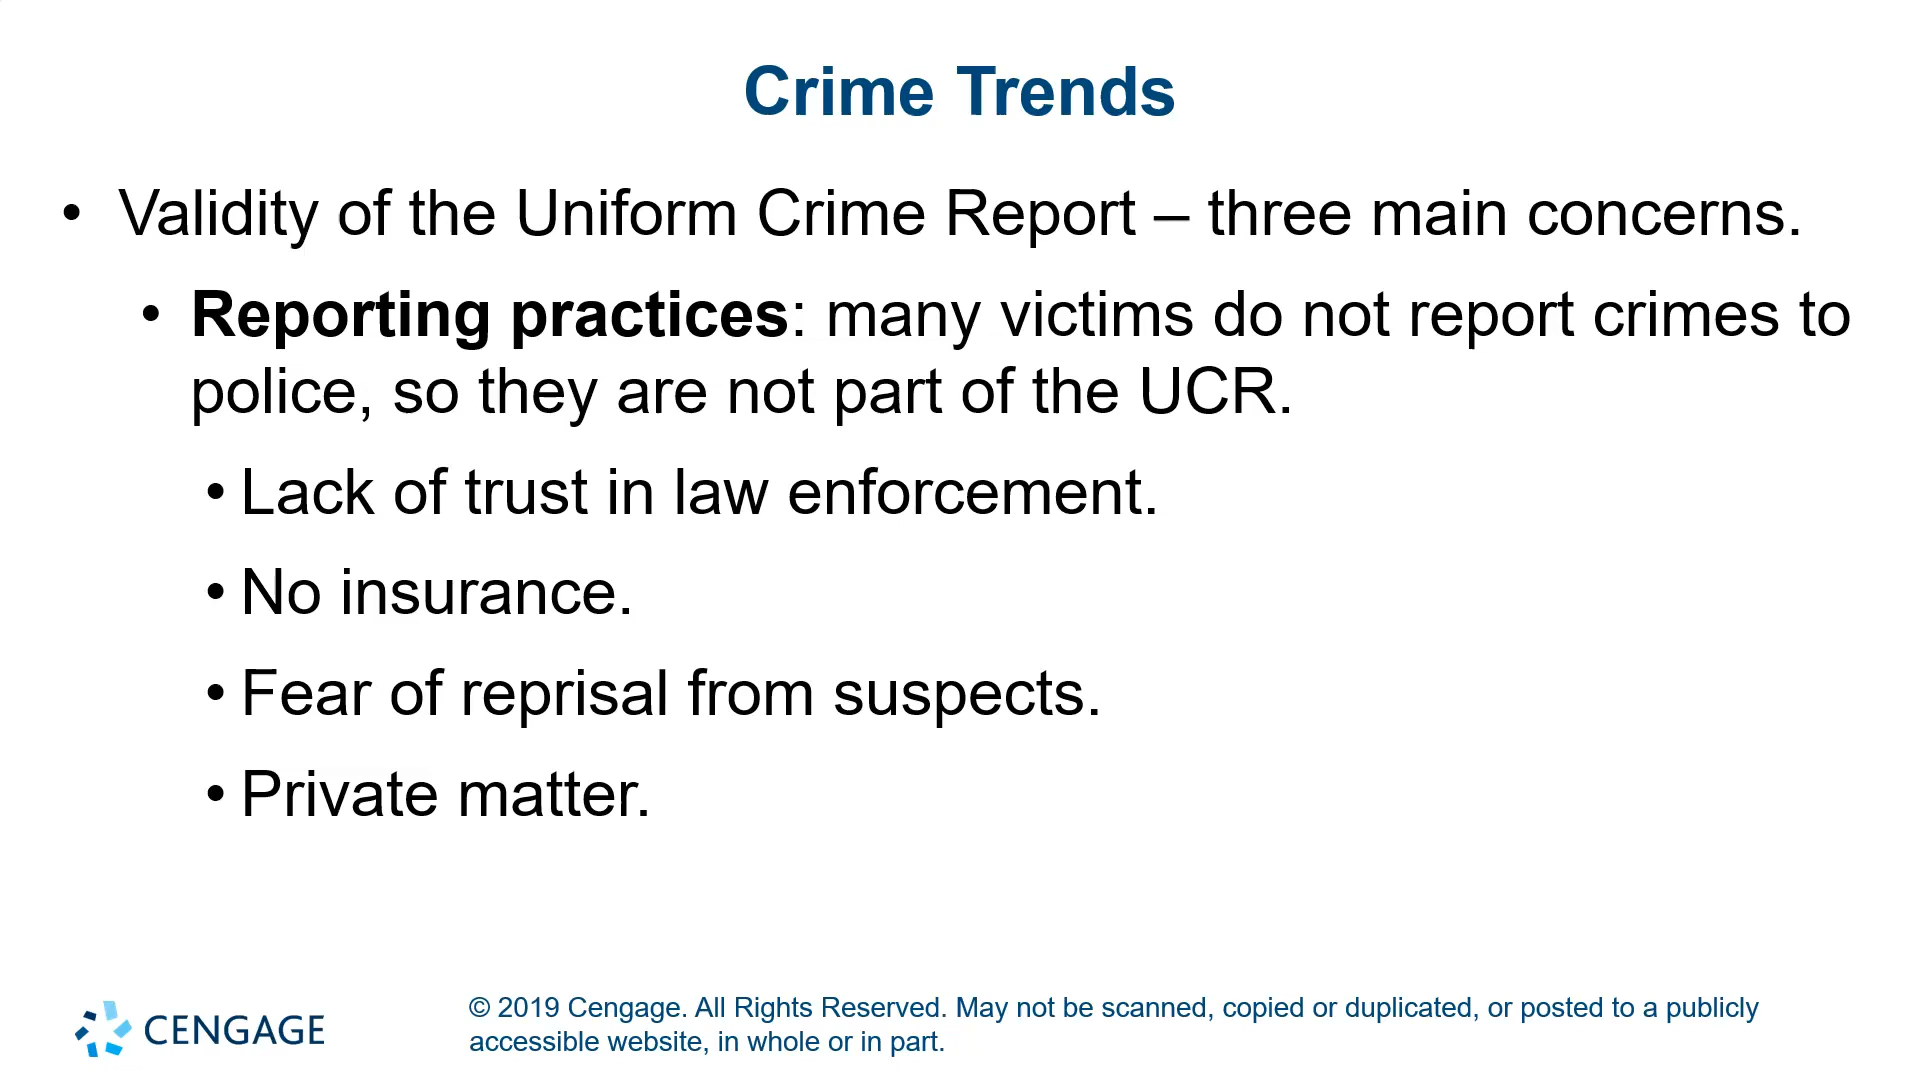 Crime Trends
• Validity of the Uniform Crime Report – three main concerns.
• Reporting practices: many victims do not report crimes to
police, so they are not part of the UCR.
• Lack of trust in law enforcement.
• No insurance.
• Fear of reprisal from suspects.
• Private matter.
CENGAGE
© 2019 Cengage. All Rights Reserved. May not be scanned, copied or duplicated, or posted to a publicly
accessible website, in whole or in part.